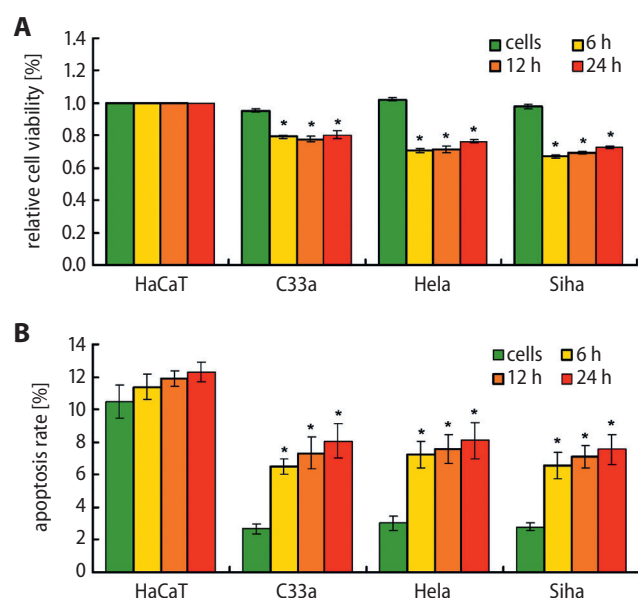 A
relative cell viability [%]
1.4
1.2
1.0
0.8
0.6
0.4
0.2
0.0
cells
6 h
12 h
24 h
* * *
* * *
* * *
HaCaT
C33a
Hela
Siha
B
apoptosis rate [%]
14
12
10
8
6
4
2
0
cells
6 h
12 h
24 h
* * *
* * *
* * *
HaCaT
C33a
Hela
Siha